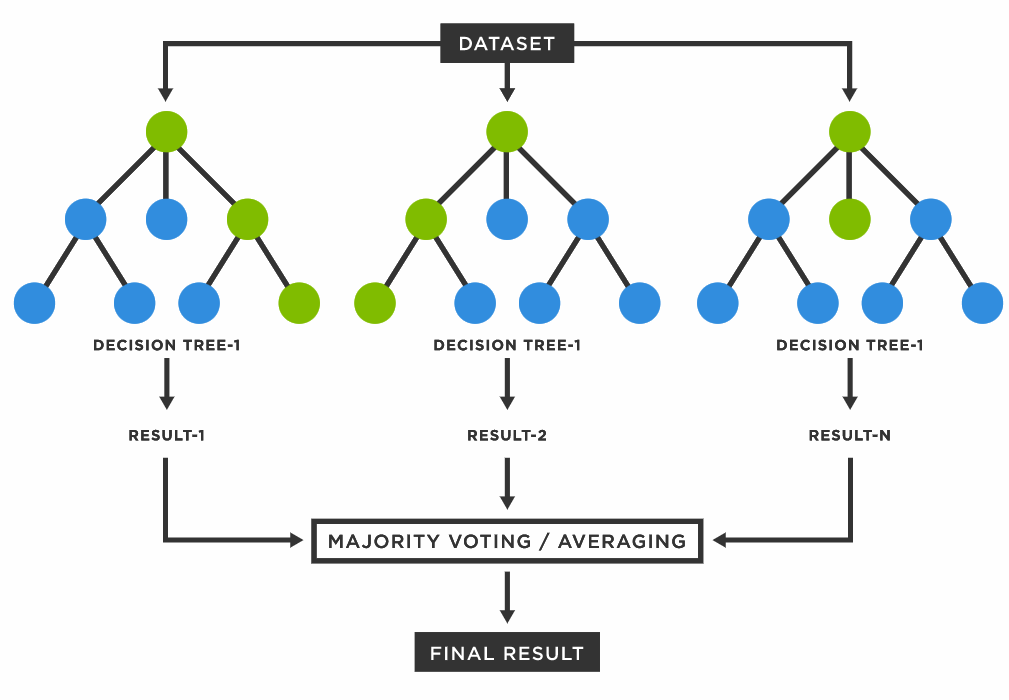 DATASET
DECISION TREE-1
DECISION TREE-1
DECISION TREE-1
RESULT-1
RESULT-2
RESULT-N
MAJORITY VOTING / AVERAGING
FINAL RESULT